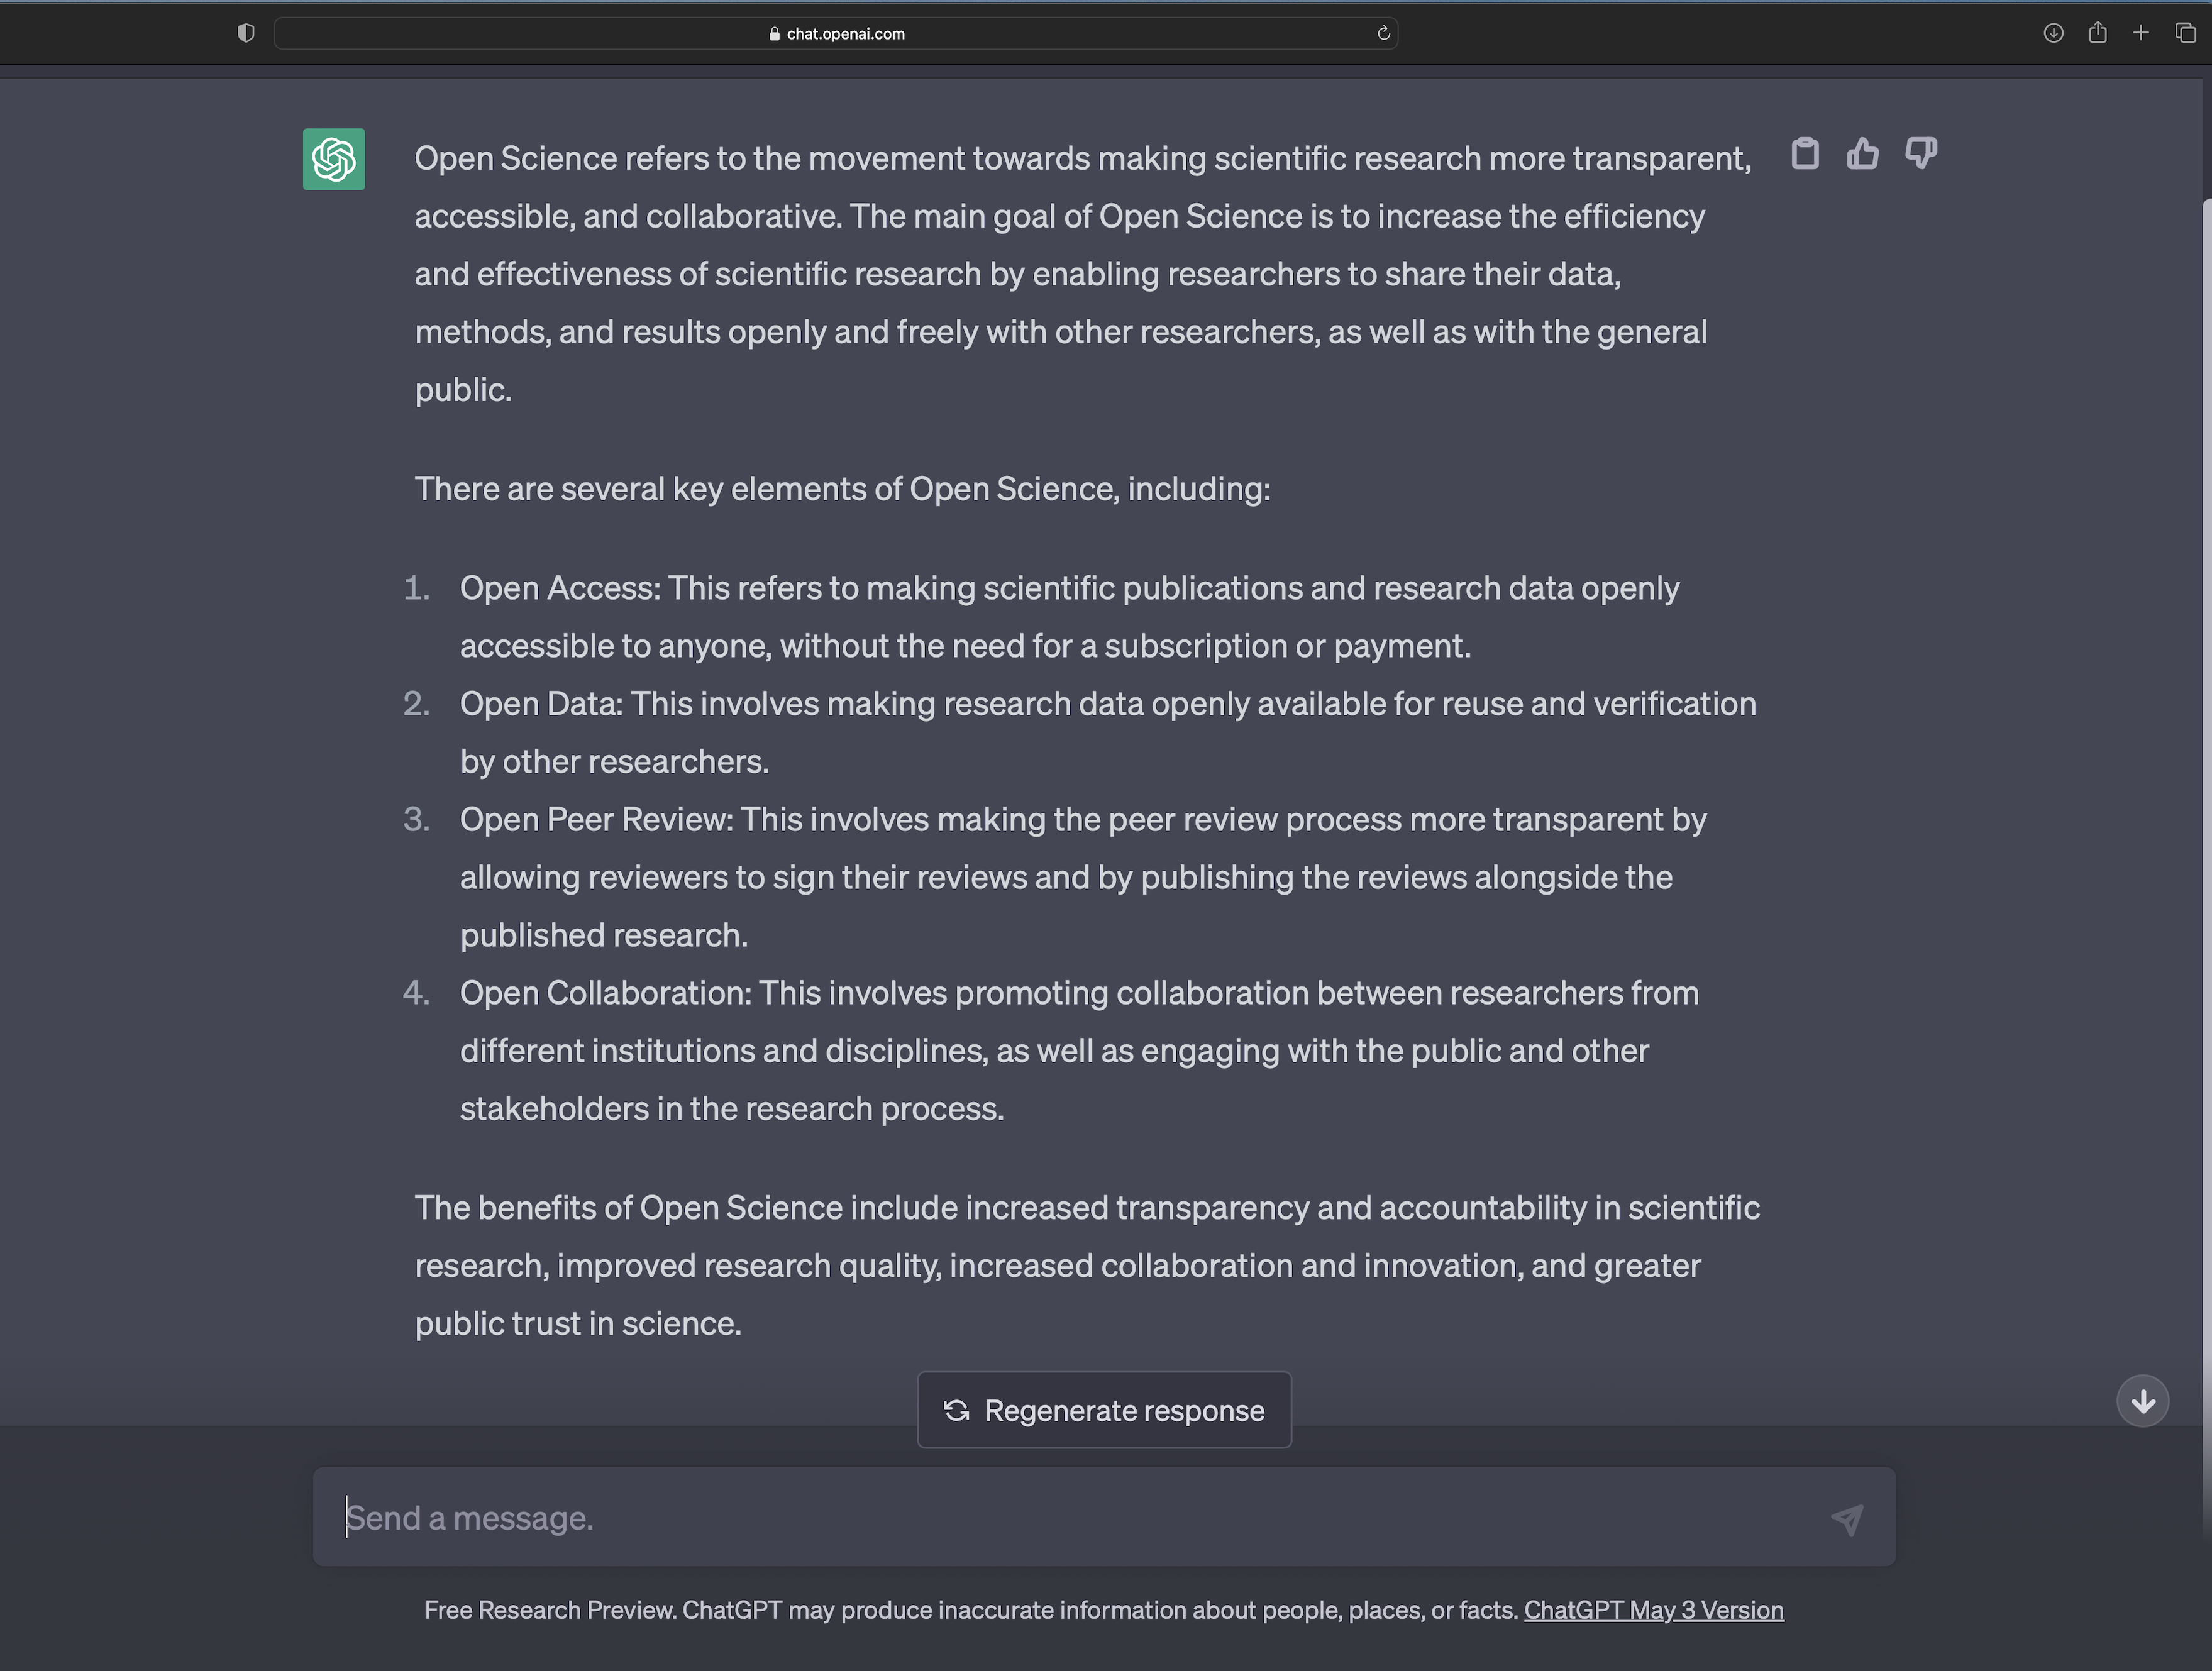 chat.openai.com
Open Science refers to the movement towards making scientific research more transparent,
accessible, and collaborative. The main goal of Open Science is to increase the efficiency
and effectiveness of scientific research by enabling researchers to share their data,
methods, and results openly and freely with other researchers, as well as with the general
public.
There are several key elements of Open Science, including:
1. Open Access: This refers to making scientific publications and research data openly
accessible to anyone, without the need for a subscription or payment.
2. Open Data: This involves making research data openly available for reuse and verification
by other researchers.
3. Open Peer Review: This involves making the peer review process more transparent by
allowing reviewers to sign their reviews and by publishing the reviews alongside the
published research.
4. Open Collaboration: This involves promoting collaboration between researchers from
different institutions and disciplines, as well as engaging with the public and other
stakeholders in the research process.
The benefits of Open Science include increased transparency and accountability in scientific
research, improved research quality, increased collaboration and innovation, and greater
public trust in science.
Regenerate response
Send a message.
Free Research Preview. ChatGPT may produce inaccurate information about people, places, or facts. ChatGPT May 3 Version